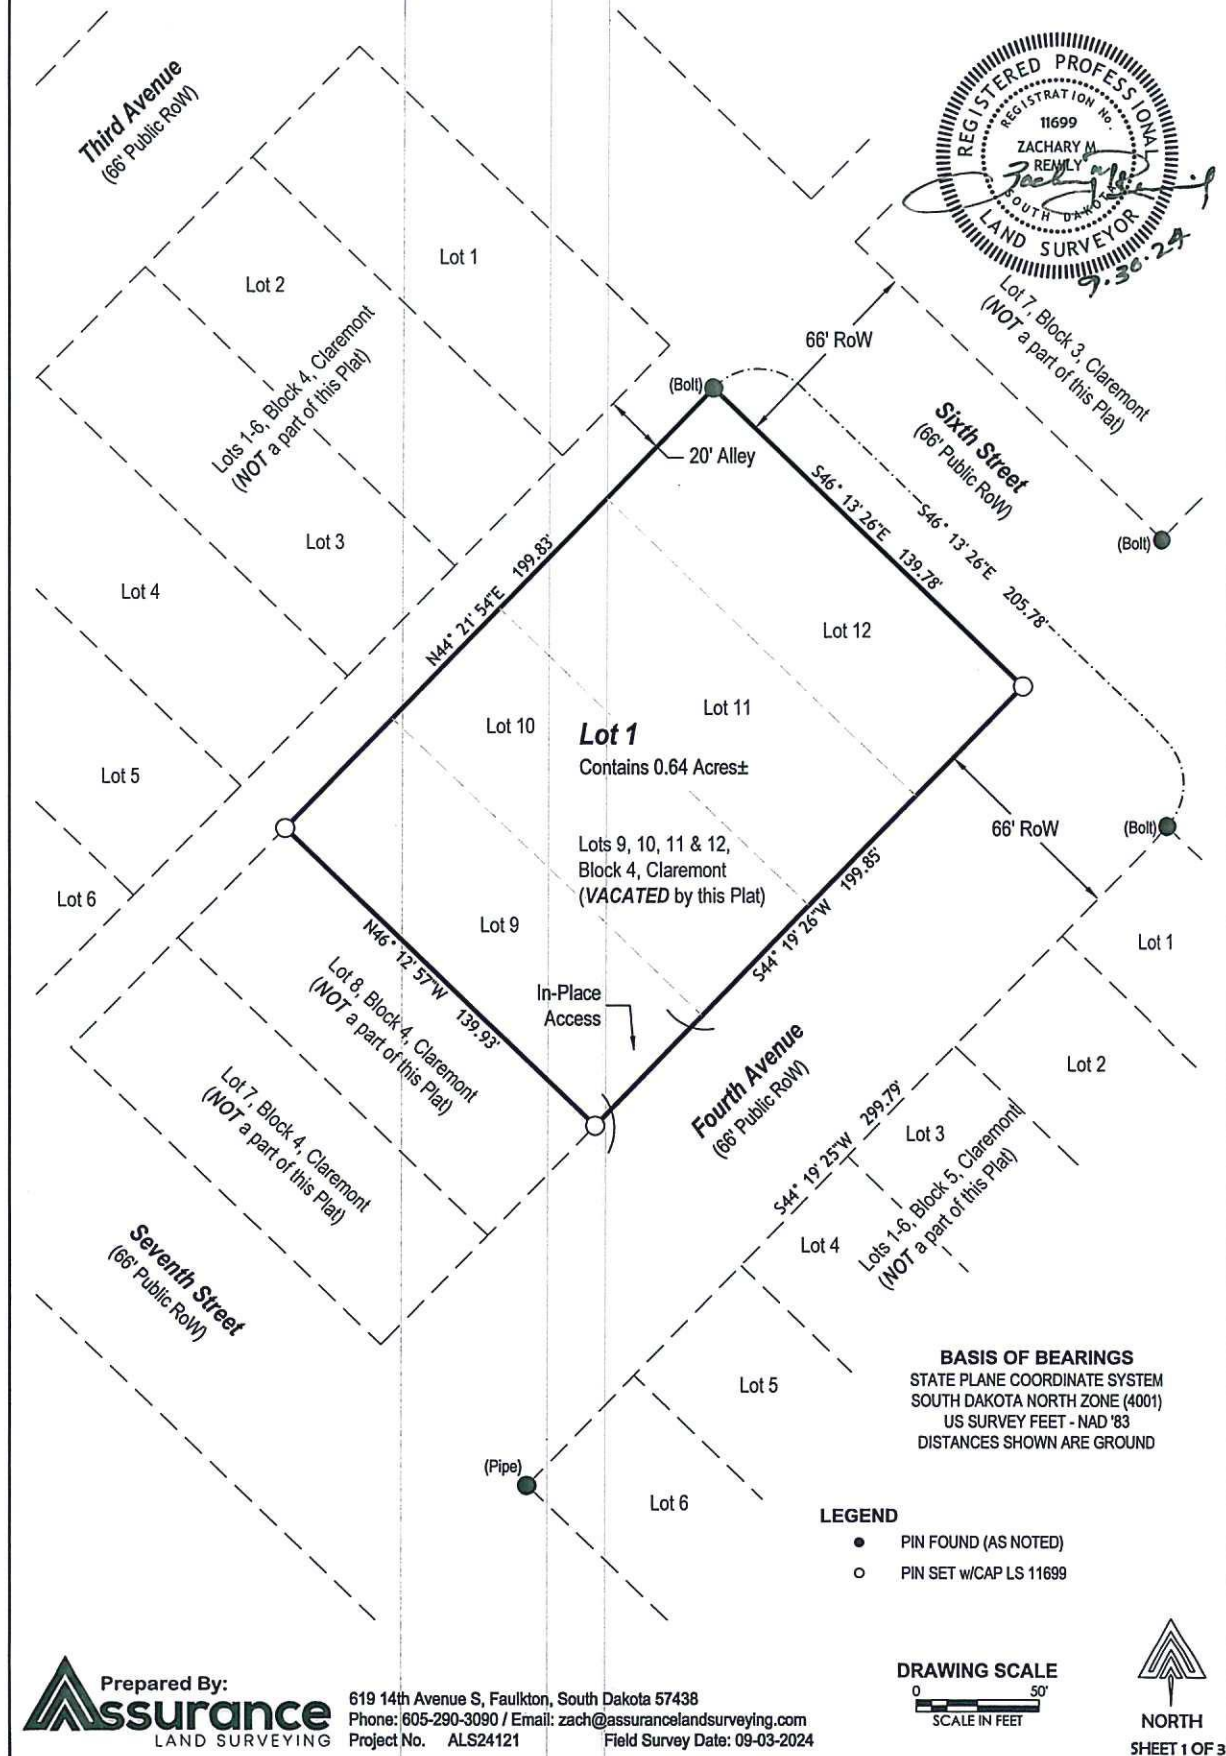 Third Avenue
(66' Public RoW)
REGISTERED PROFESSIONAL
LAND SURVEYOR
REGISTRATION No.
11699
ZACHARY M.
REMILY
SOUTH DAKOTA
9.30.24
Lot 1
Lot 2
Lots 1-6, Block 4, Claremont
(NOT a part of this Plat)
Lot 3
Lot 4
Lot 5
Lot 6
66' RoW
Lot 7, Block 3, Claremont
(NOT a part of this Plat)
(Bolt)
20' Alley
Sixth Street
(66' Public RoW)
(Bolt)
S46° 13' 26"E 139.78'
S46° 13' 26"E 205.78'
N44° 21' 54"E 199.83'
Lot 12
Lot 11
Lot 10
Lot 1
Contains 0.64 Acres±
Lots 9, 10, 11 & 12,
Block 4, Claremont
(VACATED by this Plat)
Lot 9
66' RoW
(Bolt)
S44° 19' 26"W 199.85'
N46° 12' 57"W 139.93'
In-Place
Access
Lot 8, Block 4, Claremont
(NOT a part of this Plat)
Lot 7, Block 4, Claremont
(NOT a part of this Plat)
Fourth Avenue
(66' Public RoW)
S44° 19' 25"W 299.79'
Lot 1
Lot 2
Lot 3
Lots 1-6, Block 5, Claremont
(NOT a part of this Plat)
Lot 4
Lot 5
Lot 6
Seventh Street
(66' Public RoW)
(Pipe)
BASIS OF BEARINGS
STATE PLANE COORDINATE SYSTEM
SOUTH DAKOTA NORTH ZONE (4001)
US SURVEY FEET - NAD '83
DISTANCES SHOWN ARE GROUND
LEGEND
PIN FOUND (AS NOTED)
PIN SET w/CAP LS 11699
Prepared By:
Assurance
LAND SURVEYING
619 14th Avenue S, Faulkton, South Dakota 57438
Phone: 605-290-3090 / Email: zach@assurancelandsurveying.com
Project No. ALS24121 Field Survey Date: 09-03-2024
DRAWING SCALE
0 50'
SCALE IN FEET
NORTH
SHEET 1 OF 3